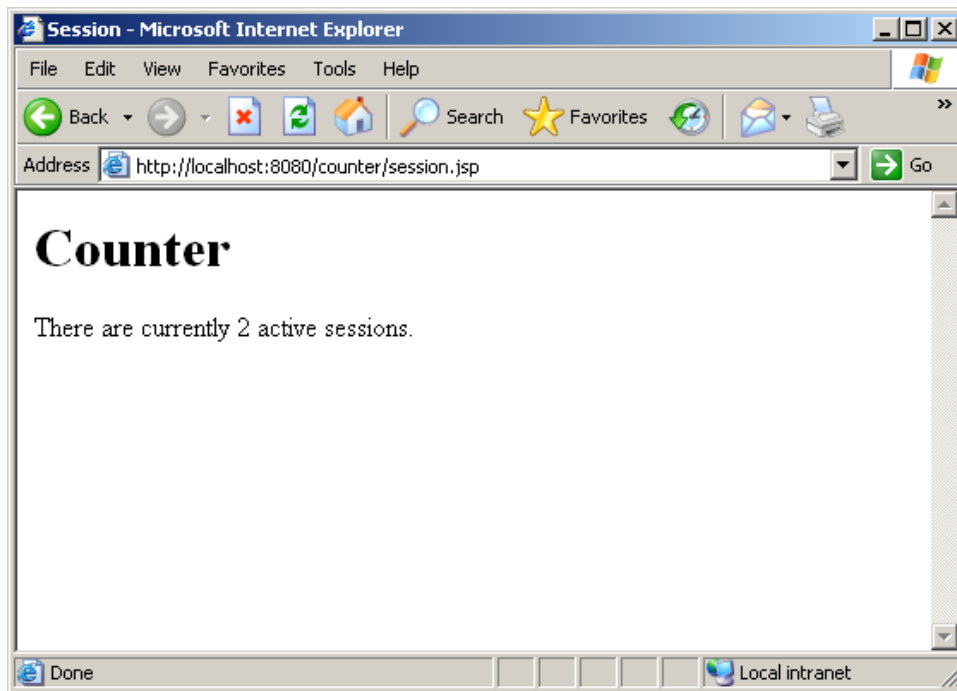 Session - Microsoft Internet Explorer
File Edit View Favorites Tools Help
Back Search Favorites »
Address http://localhost:8080/counter/session.jsp Go
Counter
There are currently 2 active sessions.
Done Local intranet